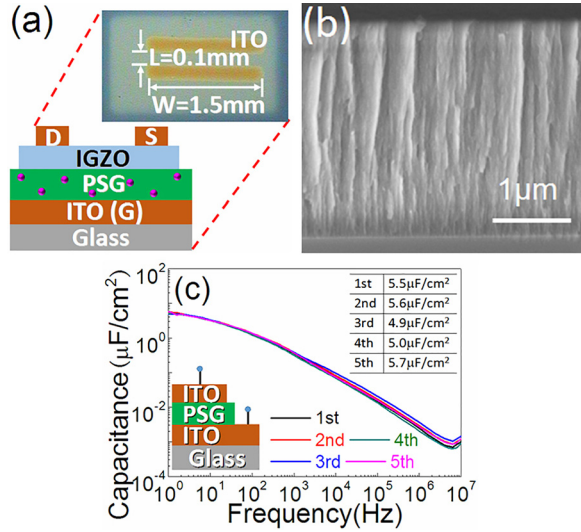 (a)
ITO
L=0.1mm
W=1.5mm
D
S
IGZO
PSG
ITO (G)
Glass
(b)
1μm
(c)
Capacitance (μF/cm²)
10²
10⁰
10⁻²
10⁻⁴
1st 5.5μF/cm²
2nd 5.6μF/cm²
3rd 4.9μF/cm²
4th 5.0μF/cm²
5th 5.7μF/cm²
ITO
PSG
ITO
Glass
1st
2nd 4th
3rd 5th
10⁰ 10¹ 10² 10³ 10⁴ 10⁵ 10⁶ 10⁷
Frequency(Hz)